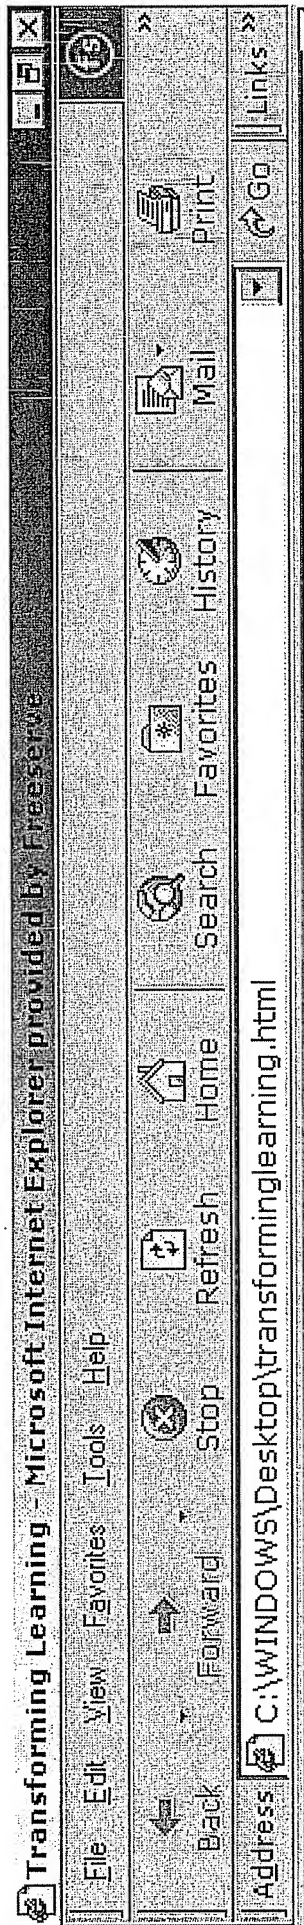 Transforming Learning - Microsoft Internet Explorer provided by Freeserve
File Edit View Favorites Tools Help
fs
Back Forward Stop Refresh Home Search Favorites History Mail Print »
Address C:\WINDOWS\Desktop\transforminglearning.html Go Links »